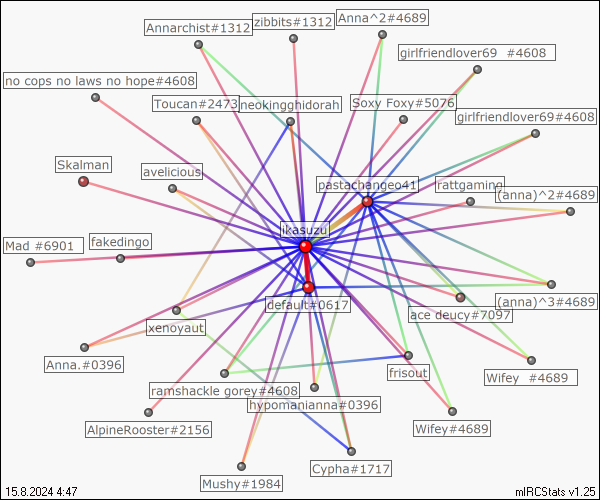 zibbits#1312
Anna^2#4689
Annarchist#1312
girlfriendlover69 #4608
no cops no laws no hope#4608
Toucan#2473
neokingghidorah
Soxy Foxy#5076
girlfriendlover69#4608
Skalman
avelicious
pastachangeo41
rattgaming
(anna)^2#4689
jikasuzu
Mad #6901
fakedingo
default#0617
(anna)^3#4689
ace deucy#7097
xenoyaut
Anna.#0396
frisout
Wifey #4689
ramshackle gorey#4608
hypomanianna#0396
AlpineRooster#2156
Wifey#4689
Cypha#1717
Mushy#1984
15.8.2024 4:47
mIRCStats v1.25